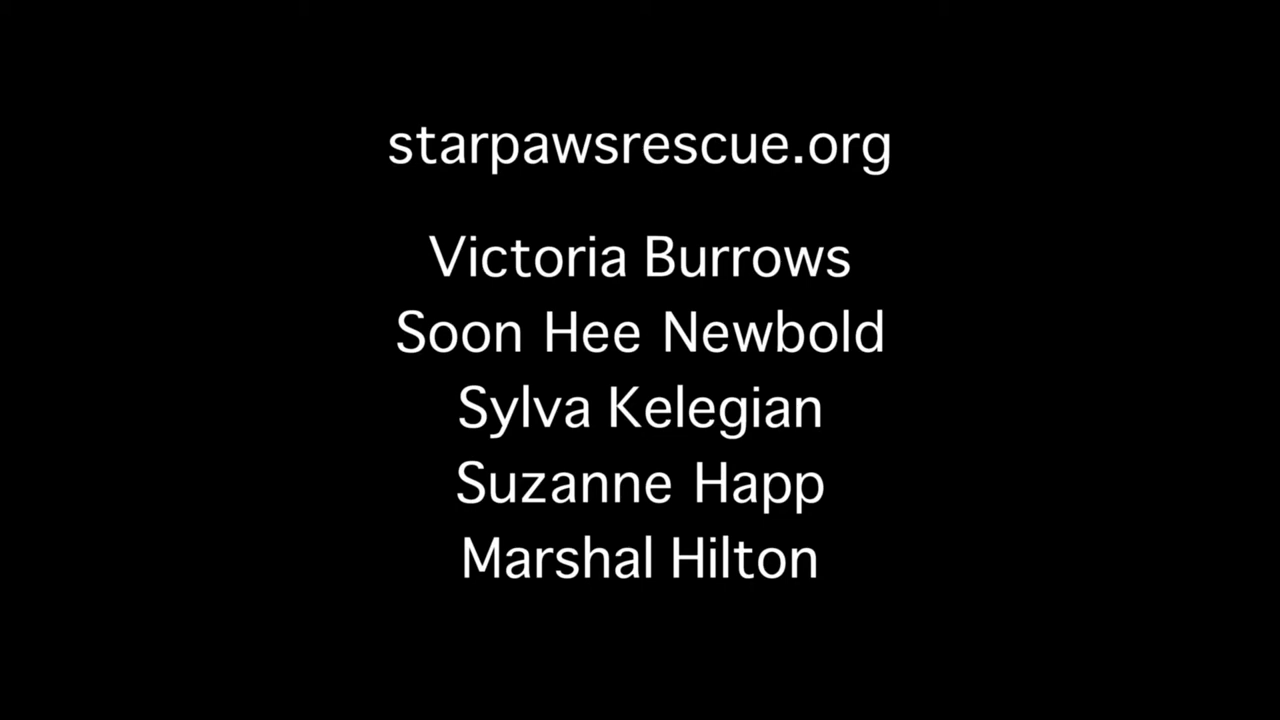 starpawsrescue.org
Victoria Burrows
Soon Hee Newbold
Sylva Kelegian
Suzanne Happ
Marshal Hilton